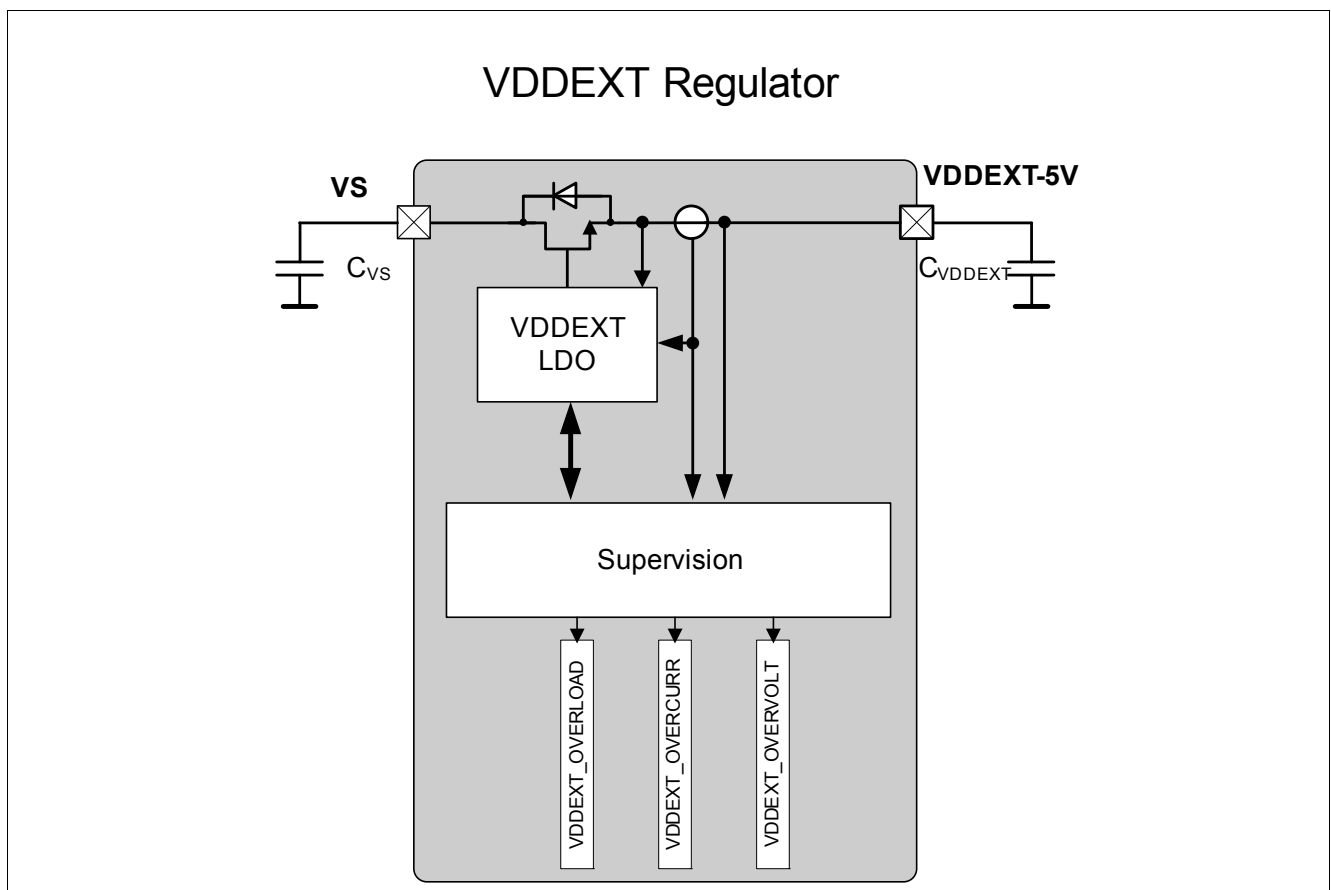 VDDEXT Regulator
VS
VDDEXT-5V
CVS
CVDDEXT
VDDEXT
LDO
Supervision
VDDEXT_OVERLOAD
VDDEXT_OVERCURR
VDDEXT_OVERVOLT